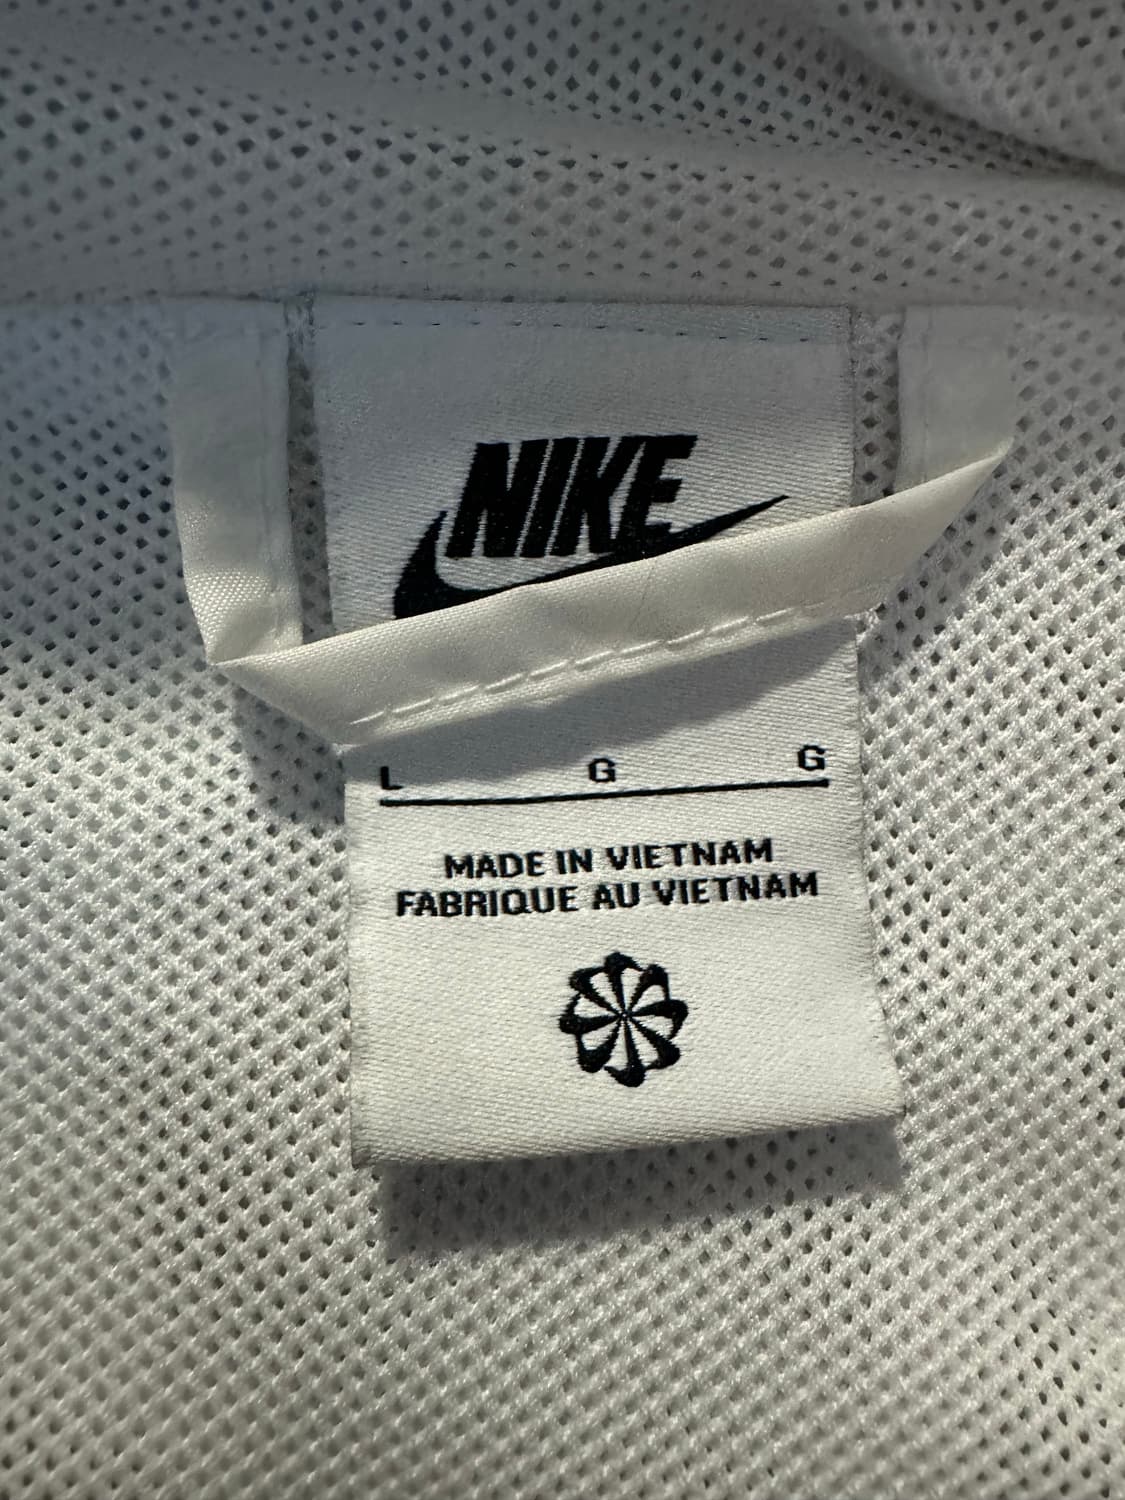 NIKE
L G G
MADE IN VIETNAM
FABRIQUE AU VIETNAM